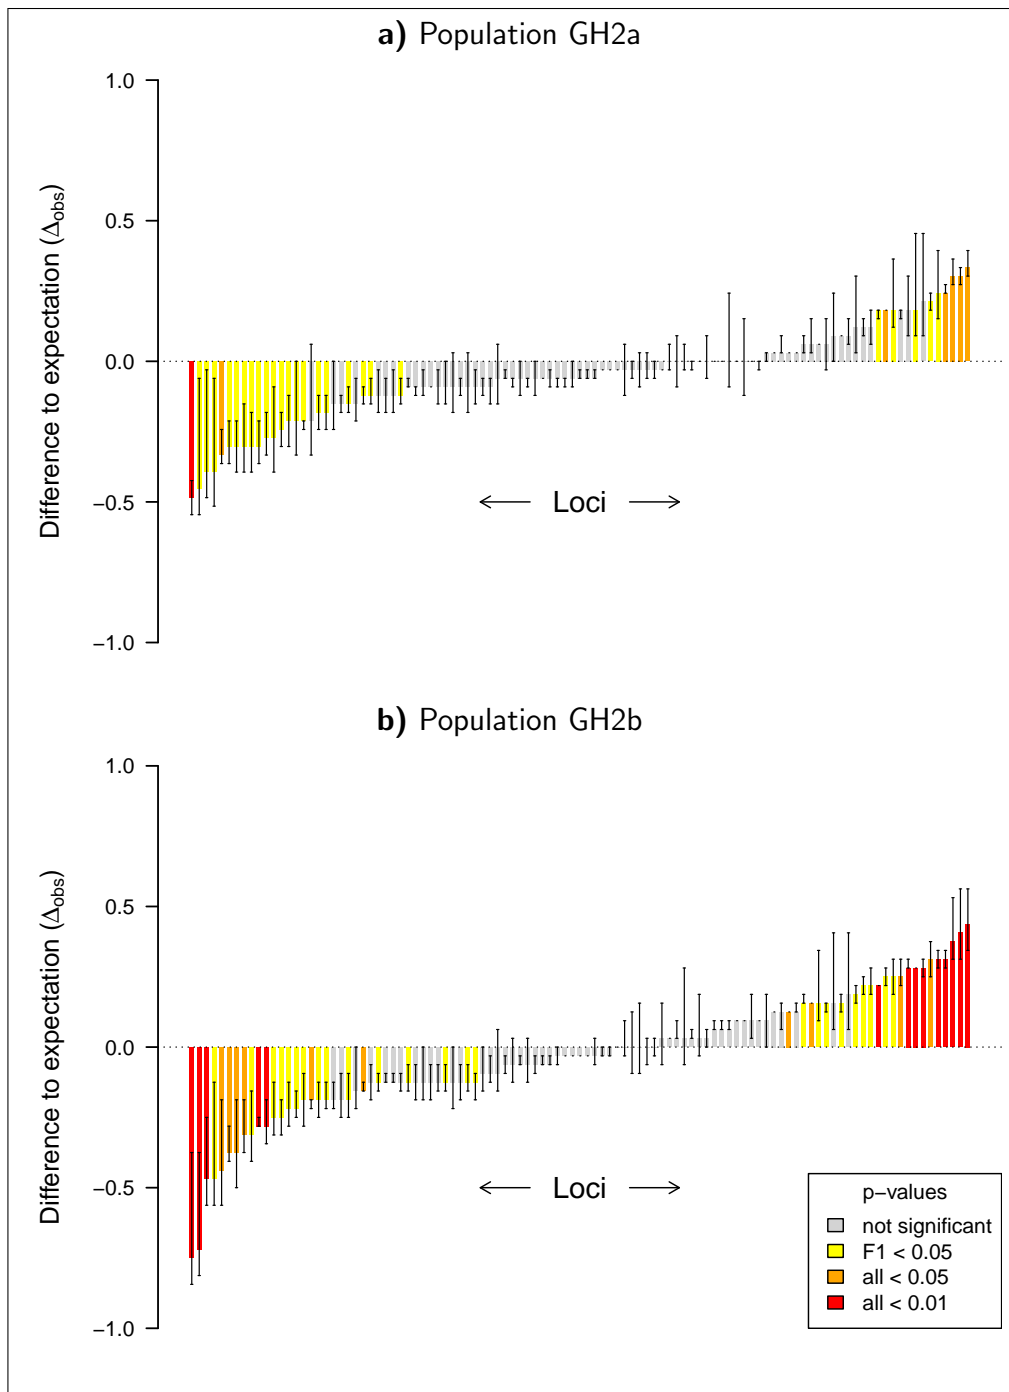 a) Population GH2a
1.0
0.5
0.0
−0.5
−1.0
Difference to expectation (Δobs)
Loci
b) Population GH2b
1.0
0.5
0.0
−0.5
−1.0
Difference to expectation (Δobs)
Loci
p−values
not significant
F1 < 0.05
all < 0.05
all < 0.01